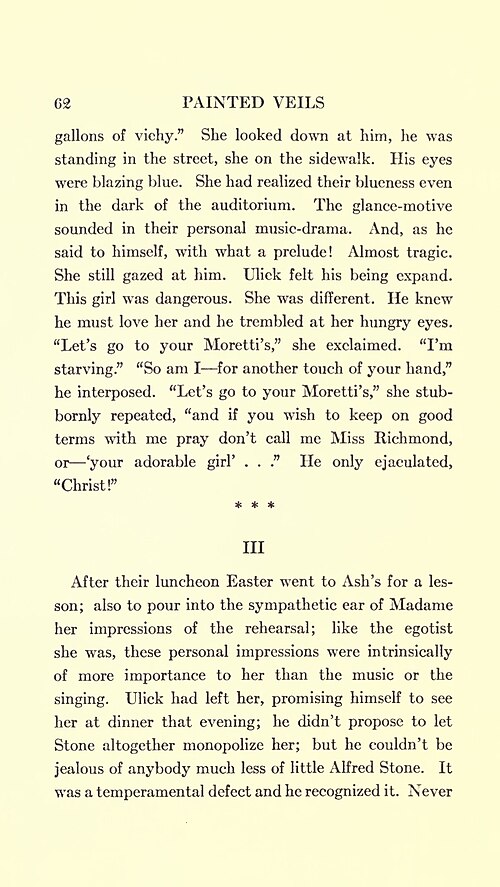 62 PAINTED VEILS
gallons of vichy.” She looked down at him, he was
standing in the street, she on the sidewalk. His eyes
were blazing blue. She had realized their blueness even
in the dark of the auditorium. The glance-motive
sounded in their personal music-drama. And, as he
said to himself, with what a prelude! Almost tragic.
She still gazed at him. Ulick felt his being expand.
This girl was dangerous. She was different. He knew
he must love her and he trembled at her hungry eyes.
“Let’s go to your Moretti’s,” she exclaimed. “I’m
starving.” “So am I—for another touch of your hand,”
he interposed. “Let’s go to your Moretti’s,” she stub-
bornly repeated, “and if you wish to keep on good
terms with me pray don’t call me Miss Richmond,
or—‘your adorable girl’ . . .” He only ejaculated,
“Christ!”
* * *
III
After their luncheon Easter went to Ash’s for a les-
son; also to pour into the sympathetic ear of Madame
her impressions of the rehearsal; like the egotist
she was, these personal impressions were intrinsically
of more importance to her than the music or the
singing. Ulick had left her, promising himself to see
her at dinner that evening; he didn’t propose to let
Stone altogether monopolize her; but he couldn’t be
jealous of anybody much less of little Alfred Stone. It
was a temperamental defect and he recognized it. Never